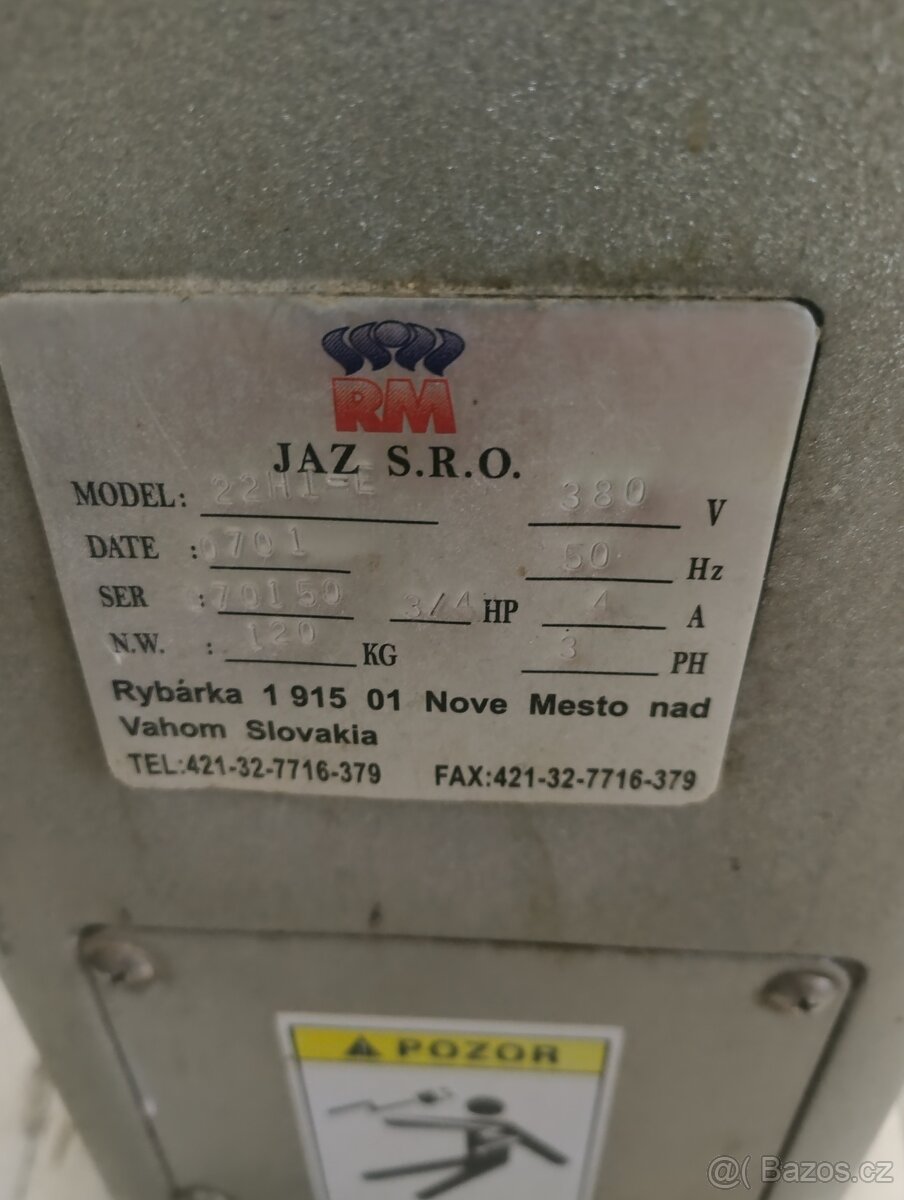 RM
JAZ S.R.O.
MODEL: 22H1-E 380 V
DATE : 0701 50 Hz
SER : 070150 3/4 HP 4 A
N.W. : 120 KG 3 PH
Rybárka 1 915 01 Nove Mesto nad
Vahom Slovakia
TEL:421-32-7716-379 FAX:421-32-7716-379
POZOR
@( Bazos.cz